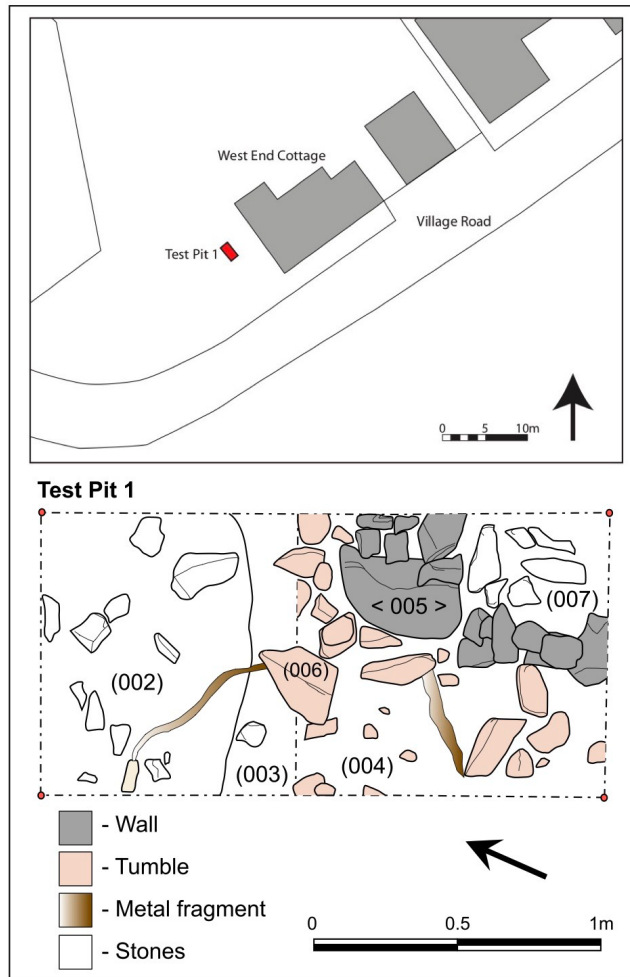 West End Cottage
Village Road
Test Pit 1
0 5 10m
Test Pit 1
< 005 >
(007)
(006)
(002)
(003)
(004)
- Wall
- Tumble
- Metal fragment
- Stones
0 0.5 1m